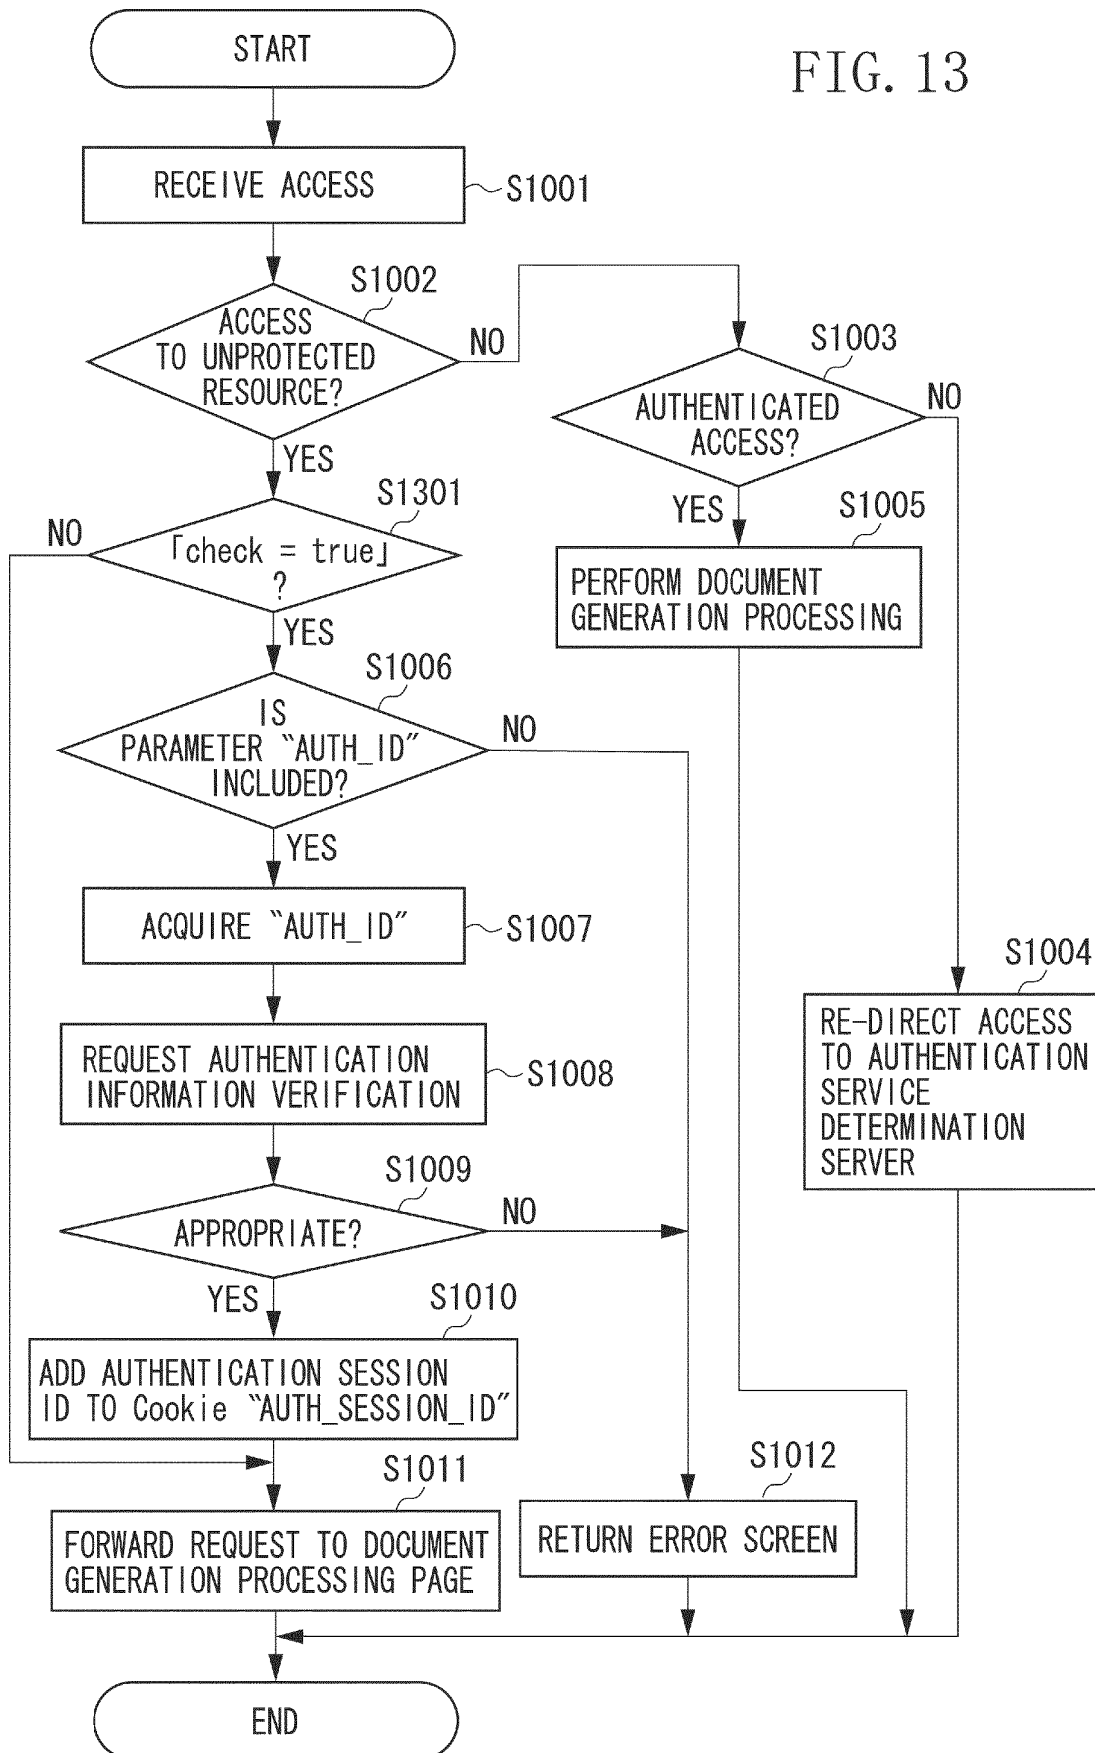 START
FIG. 13
RECEIVE ACCESS
S1001
S1002
ACCESS
TO UNPROTECTED
RESOURCE?
NO
YES
S1003
AUTHENTICATED
ACCESS?
NO
YES
S1301
NO
「check = true」
?
YES
S1005
PERFORM DOCUMENT
GENERATION PROCESSING
S1006
IS
PARAMETER “AUTH_ID”
INCLUDED?
NO
YES
ACQUIRE “AUTH_ID”
S1007
S1004
RE-DIRECT ACCESS
TO AUTHENTICATION
SERVICE
DETERMINATION
SERVER
REQUEST AUTHENTICATION
INFORMATION VERIFICATION
S1008
S1009
APPROPRIATE?
NO
YES
S1010
ADD AUTHENTICATION SESSION
ID TO Cookie “AUTH_SESSION_ID”
S1011
FORWARD REQUEST TO DOCUMENT
GENERATION PROCESSING PAGE
S1012
RETURN ERROR SCREEN
END